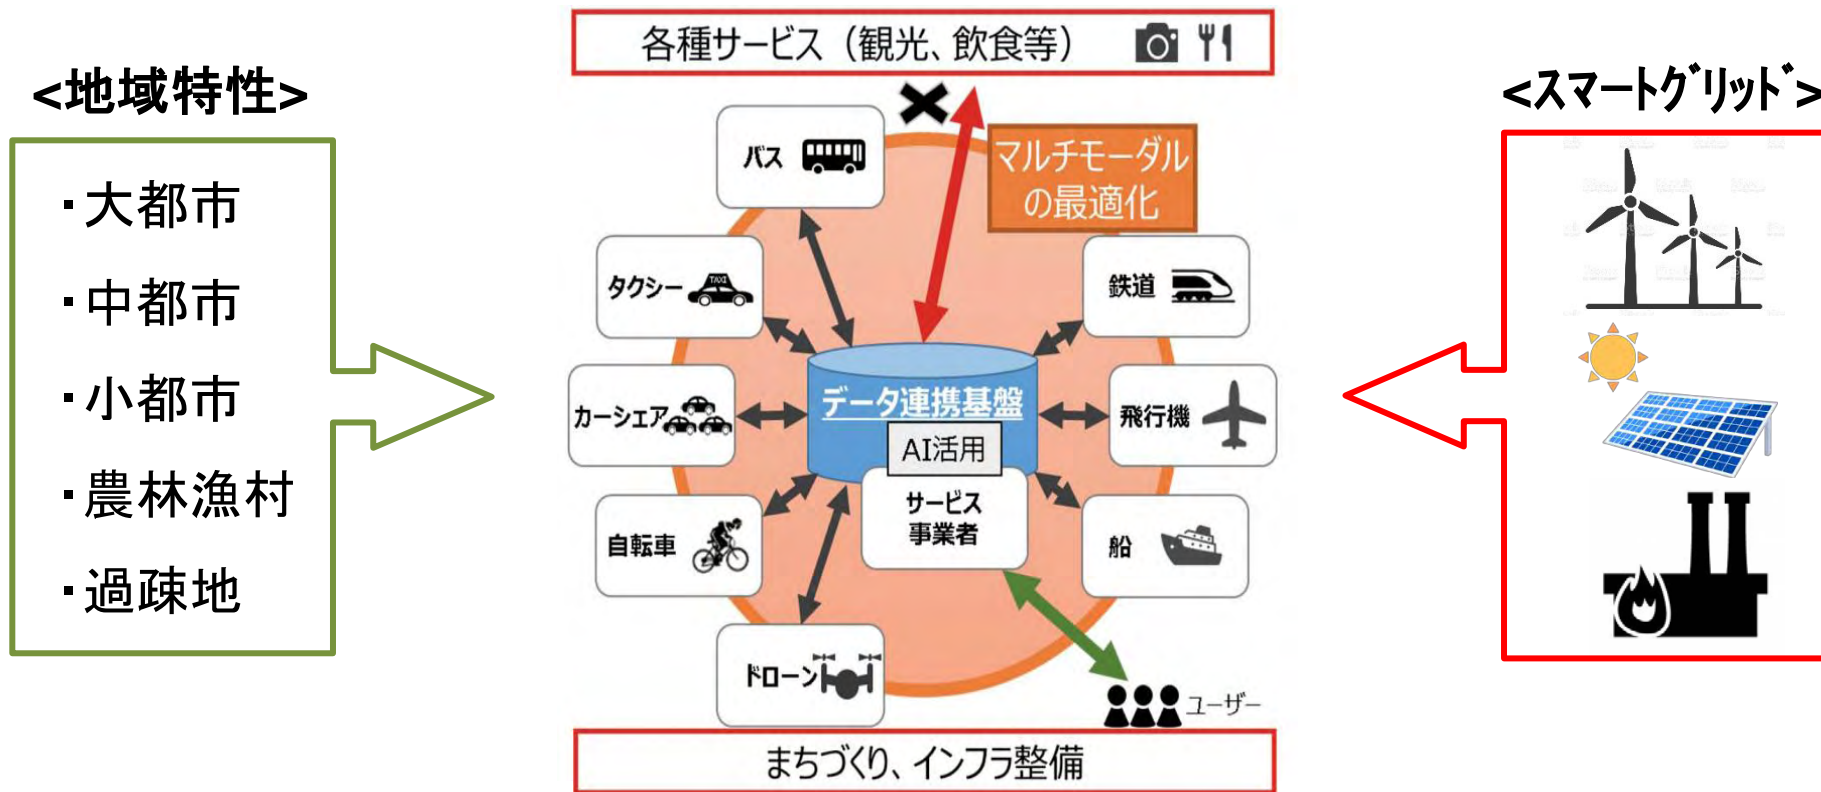 各種サービス（観光、飲食等）
<地域特性>
・大都市
・中都市
・小都市
・農林漁村
・過疎地
マルチモーダル
の最適化
バス
タクシー
TAXI
カーシェア
自転車
ドローン
鉄道
飛行機
船
データ連携基盤
AI活用
サービス
事業者
ユーザー
まちづくり、インフラ整備
<スマートグリッド>